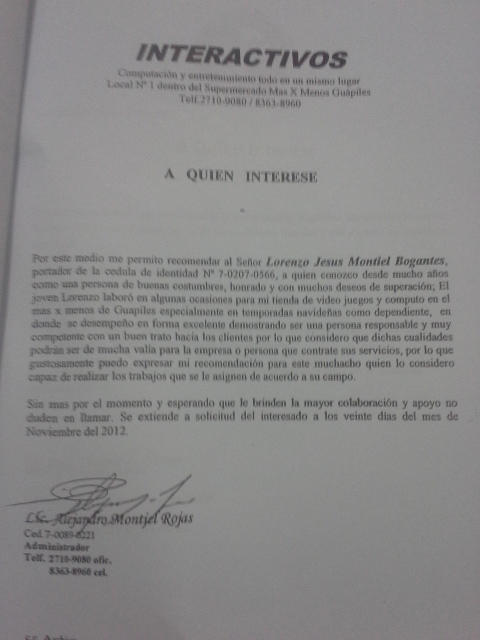 INTERACTIVOS
Computación y entretenimiento todo en un mismo lugar
Local Nº 1 dentro del Supermercado Mas X Menos Guápiles
Telf.2710-9080 / 8363-8960
A QUIEN INTERESE
Por este medio me permito recomendar al Señor Lorenzo Jesus Montiel Bogantes,
portador de la cedula de identidad Nº 7-0207-0566, a quien conozco desde mucho años
como una persona de buenas costumbres, honrado y con muchos deseos de superación; El
joven Lorenzo laboró en algunas ocasiones para mi tienda de video juegos y computo en el
mas x menos de Guapiles especialmente en temporadas navideñas como dependiente, en
donde se desempeño en forma excelente demostrando ser una persona responsable y muy
competente con un buen trato hacia los clientes por lo que considero que dichas cualidades
podrán ser de mucha valía para la empresa o persona que contrate sus servicios, por lo que
gustosamente puedo expresar mi recomendación para este muchacho quien lo considero
capaz de realizar los trabajos que se le asignen de acuerdo a su campo.
Sin mas por el momento y esperando que le brinden la mayor colaboración y apoyo no
duden en llamar. Se extiende a solicitud del interesado a los veinte días del mes de
Noviembre del 2012.
Lic. Alejandro Montiel Rojas
Ced.7-0089-0221
Administrador
Telf. 2710-9080 ofic.
8363-8960 cel.